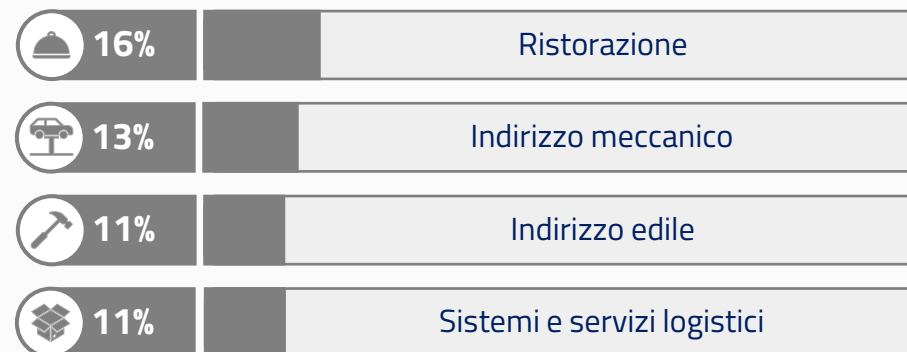 16% Ristorazione
13% Indirizzo meccanico
11% Indirizzo edile
11% Sistemi e servizi logistici